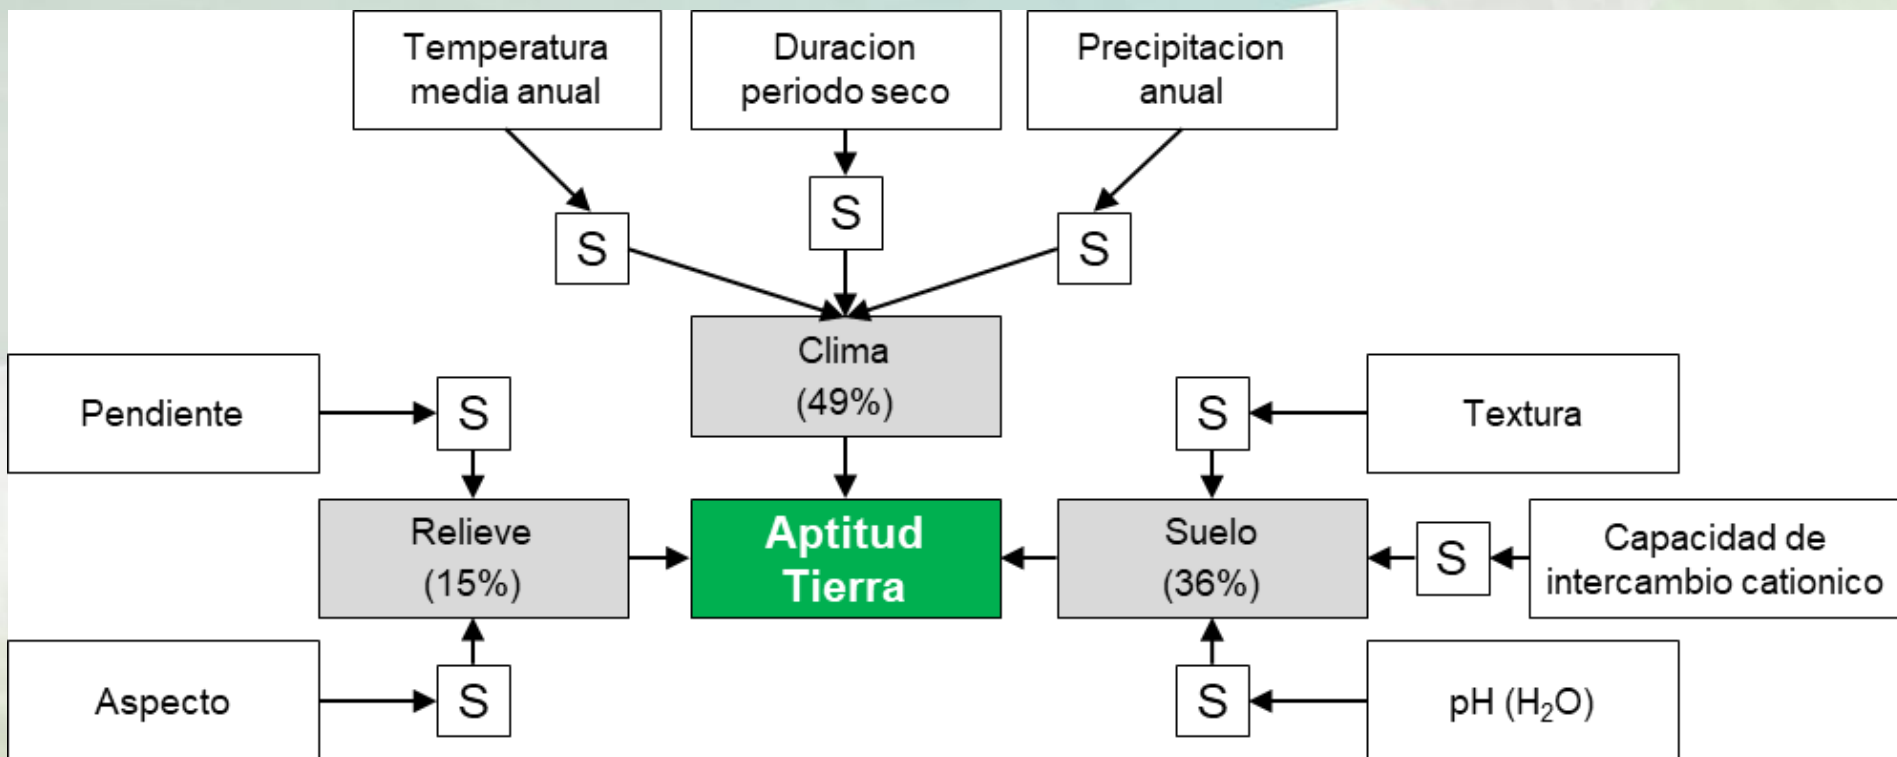 Temperatura
media anual
Duracion
periodo seco
Precipitacion
anual
S
S
S
Clima
(49%)
Pendiente
S
S
Textura
Relieve
(15%)
Aptitud
Tierra
Suelo
(36%)
S
Capacidad de
intercambio cationico
Aspecto
S
S
pH (H₂O)